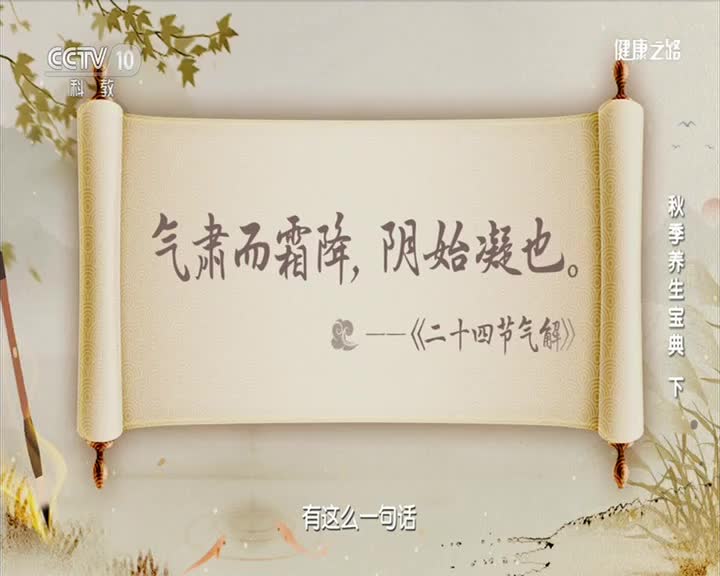 CCTV 10
科教
健康之路
气肃而霜降，阴始凝也。
——《二十四节气解》
秋季养生宝典 下
有这么一句话